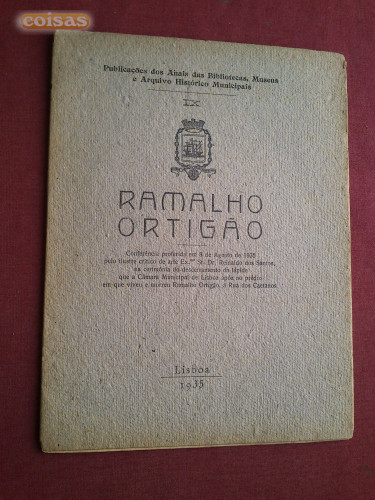 coisas
Publicações dos Anais das Bibliotecas, Museus
e Arquivo Histórico Municipais
IX
RAMALHO
ORTIGÃO
Conferência proferida em 8 de Agosto de 1935
pelo ilustre crítico de arte Ex.mo Sr. Dr. Reinaldo dos Santos,
na cerimónia do descerramento da lápide
que a Câmara Municipal de Lisboa apôs no prédio
em que viveu e morreu Ramalho Ortigão, à Rua dos Caetanos
Lisboa
1935